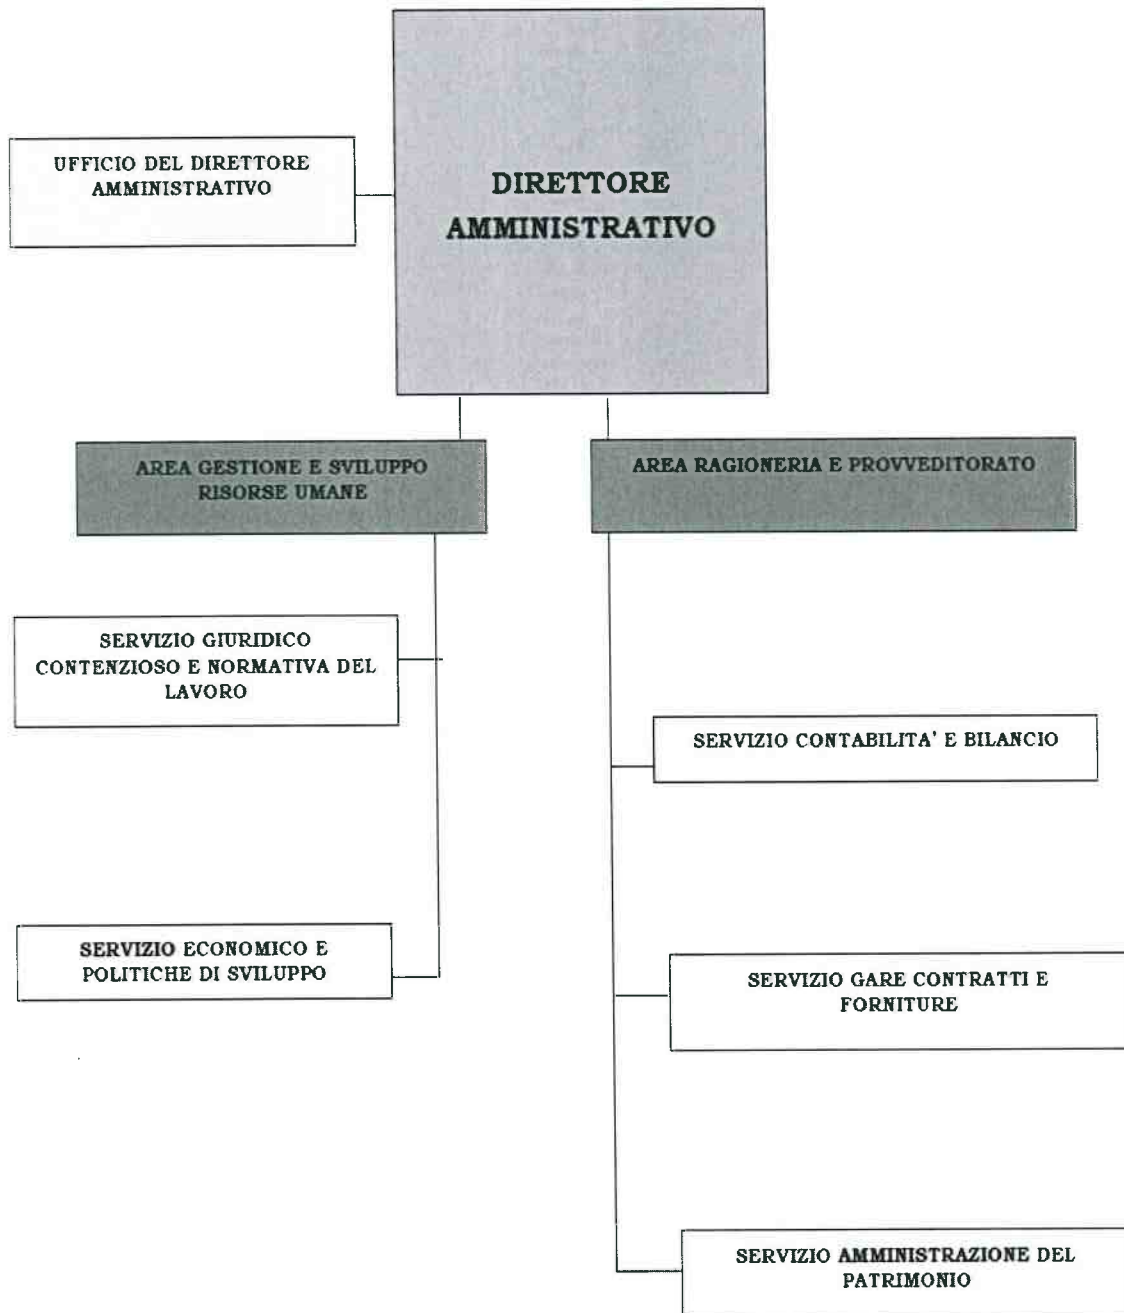 UFFICIO DEL DIRETTORE
AMMINISTRATIVO
DIRETTORE
AMMINISTRATIVO
AREA GESTIONE E SVILUPPO
RISORSE UMANE
AREA RAGIONERIA E PROVVEDITORATO
SERVIZIO GIURIDICO
CONTENZIOSO E NORMATIVA DEL
LAVORO
SERVIZIO CONTABILITA' E BILANCIO
SERVIZIO ECONOMICO E
POLITICHE DI SVILUPPO
SERVIZIO GARE CONTRATTI E
FORNITURE
SERVIZIO AMMINISTRAZIONE DEL
PATRIMONIO